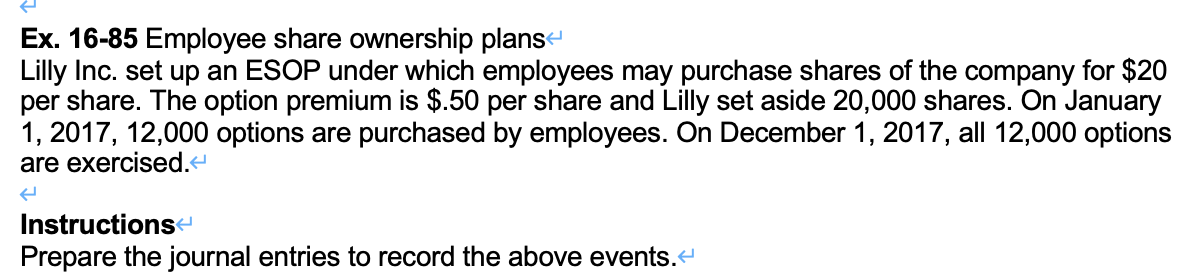 Ex. 16-85 Employee share ownership plans↵
Lilly Inc. set up an ESOP under which employees may purchase shares of the company for $20
per share. The option premium is $.50 per share and Lilly set aside 20,000 shares. On January
1, 2017, 12,000 options are purchased by employees. On December 1, 2017, all 12,000 options
are exercised.↵
Instructions↵
Prepare the journal entries to record the above events.↵